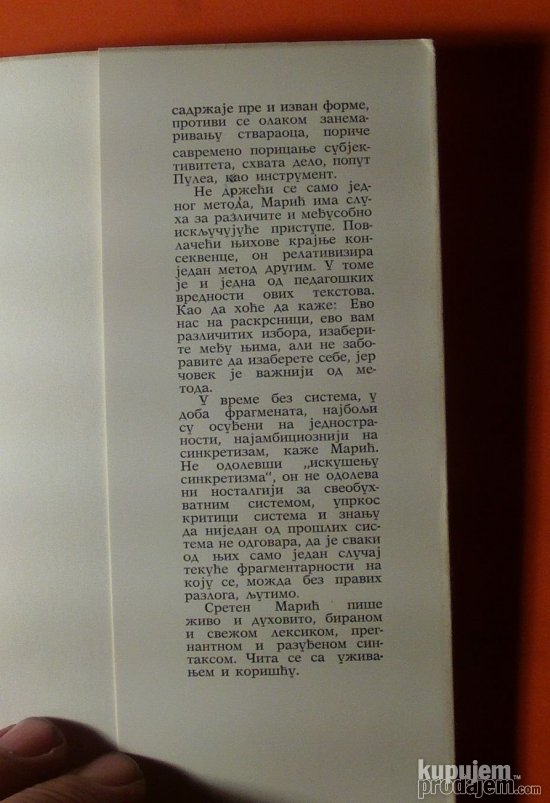 садржаје пре и изван форме,
противи се олаком занема-
ривању ствараоца, пориче
савремено порицање субјек-
тивитета, схвата дело, попут
Пулеа, као инструмент.
Не држећи се само јед-
ног метода, Марић има слу-
ха за различите и међусобно
искључујуће приступе. Пов-
лачећи њихове крајње кон-
секвенце, он релативизира
један метод другим. У томе
је и једна од педагошких
вредности ових текстова.
Као да хоће да каже: Ево
нас на раскрсници, ево вам
различитих избора, изабери-
те међу њима, али не забо-
равите да изаберете себе, јер
човек је важнији од ме-
тода.
У време без система, у
доба фрагмената, најбољи
су осуђени на једностра-
ности, најамбициознији на
синкретизам, каже Марић.
Не одолевши „искушењу
синкретизма“, он не одолева
ни носталгији за свеобух-
ватним системом, упркос
критици система и знању
да ниједан од прошлих сис-
тема не одговара, да је сваки
од њих само један случај
текуће фрагментарности на
коју се, можда без правих
разлога, љутимо.
Сретен Марић пише
живо и духовито, бираном
и свежом лексиком, прег-
нантном и разуђеном син-
таксом. Чита се са ужива-
њем и коришћу.
kupujem
prodajem.com